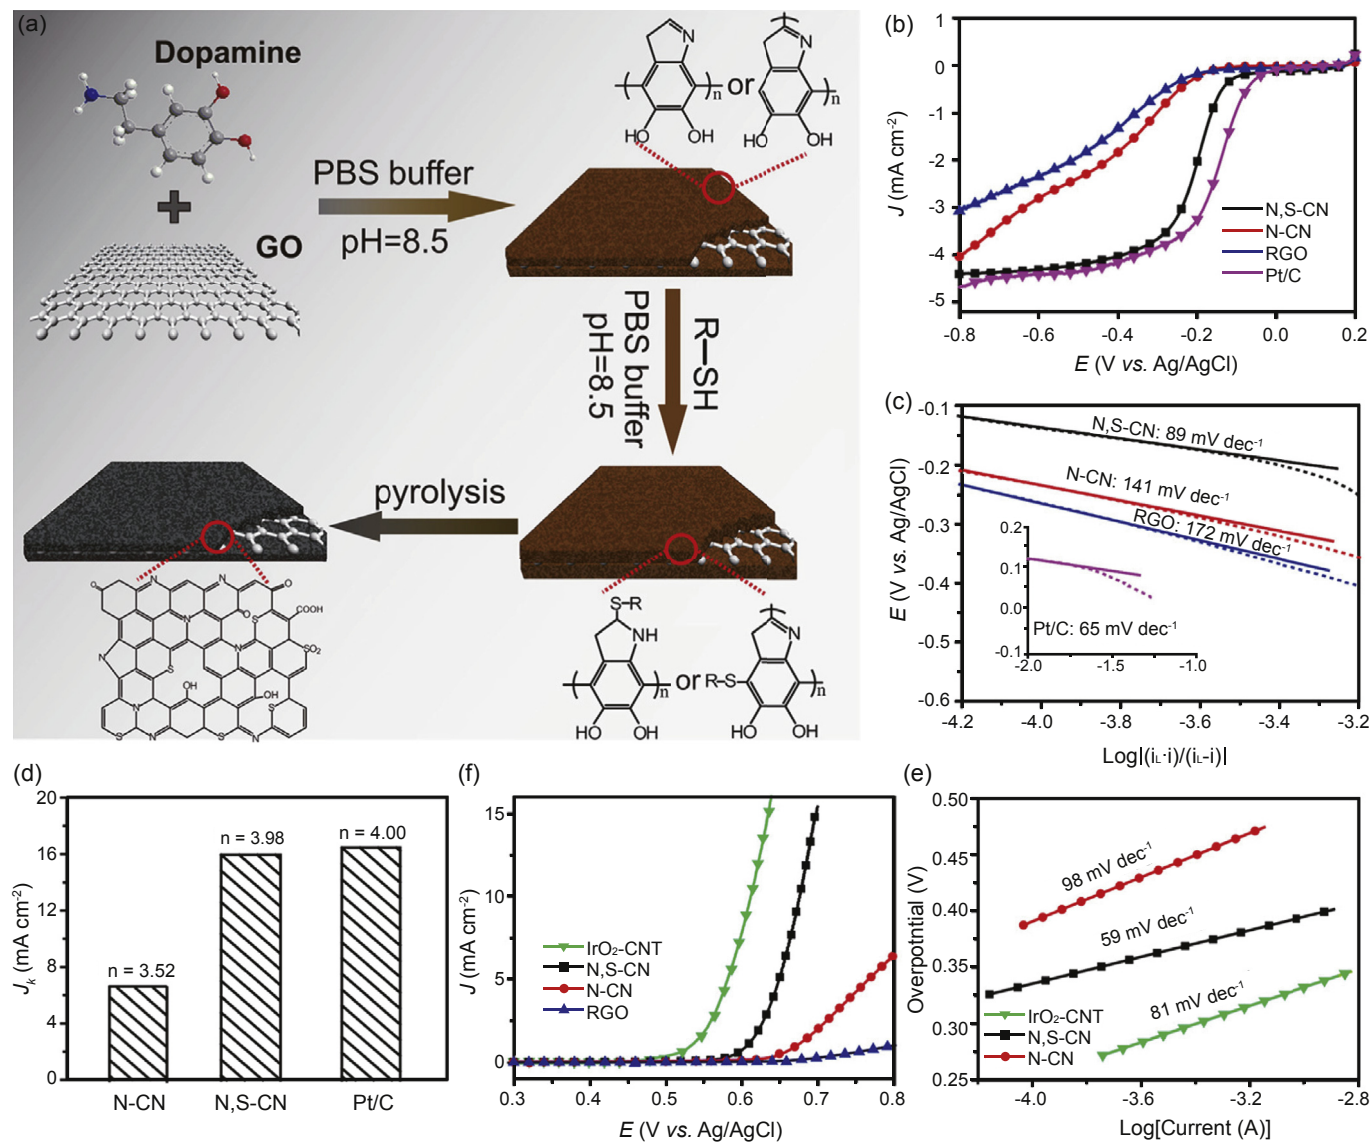 (a)
Dopamine
GO
PBS buffer
pH=8.5
N
n
HO
OH
or
N
n
HO
OH
R—SH
PBS buffer
pH=8.5
S-R
NH
n
HO
OH
or
R-S
N
n
HO
OH
pyrolysis
O
N
N
O
O
COOH
N
S
N
N
SO2
S
OH
OH
S
N
S
N
S
N
(b)
J (mA cm-2)
1
0
-1
-2
-3
-4
-5
N,S-CN
N-CN
RGO
Pt/C
-0.8
-0.6
-0.4
-0.2
0.0
0.2
E (V vs. Ag/AgCl)
(c)
E (V vs. Ag/AgCl)
-0.1
-0.2
-0.3
-0.4
-0.5
-0.6
N,S-CN: 89 mV dec-1
N-CN: 141 mV dec-1
RGO: 172 mV dec-1
0.2
0.1
0.0
-0.1
Pt/C: 65 mV dec-1
-2.0
-1.5
-1.0
-4.2
-4.0
-3.8
-3.6
-3.4
-3.2
Log|(iL·i)/(iL-i)|
(d)
Jk (mA cm-2)
20
16
12
8
4
0
n = 3.52
n = 3.98
n = 4.00
N-CN
N,S-CN
Pt/C
(f)
J (mA cm-2)
15
10
5
0
IrO2-CNT
N,S-CN
N-CN
RGO
0.3
0.4
0.5
0.6
0.7
0.8
E (V vs. Ag/AgCl)
(e)
Overpotntial (V)
0.50
0.45
0.40
0.35
0.30
0.25
98 mV dec-1
59 mV dec-1
81 mV dec-1
IrO2-CNT
N,S-CN
N-CN
-4.0
-3.6
-3.2
-2.8
Log[Current (A)]